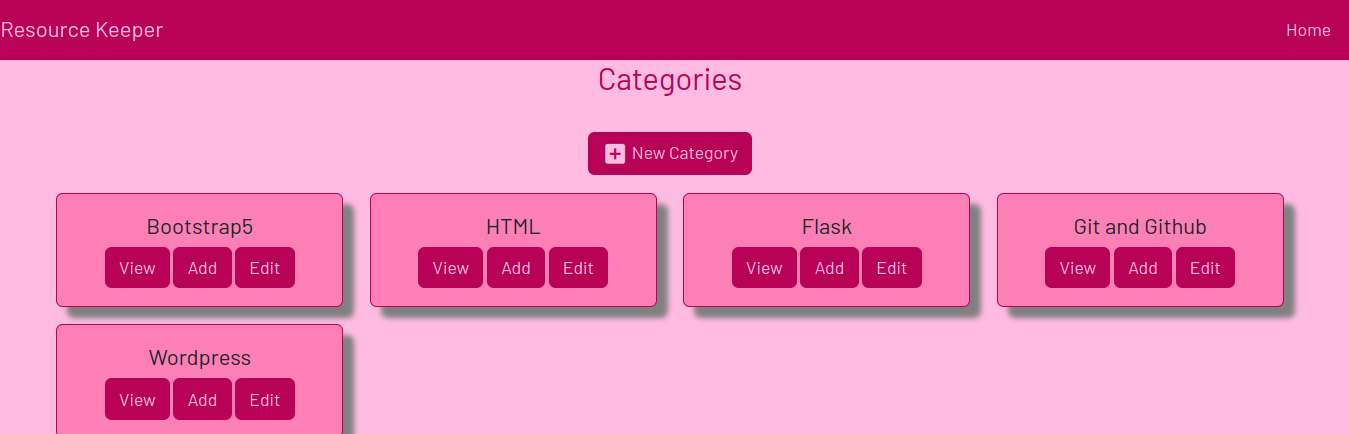 Resource Keeper Home
Categories
New Category
Bootstrap5 HTML Flask Git and Github
View Add Edit View Add Edit View Add Edit View Add Edit
Wordpress
View Add Edit